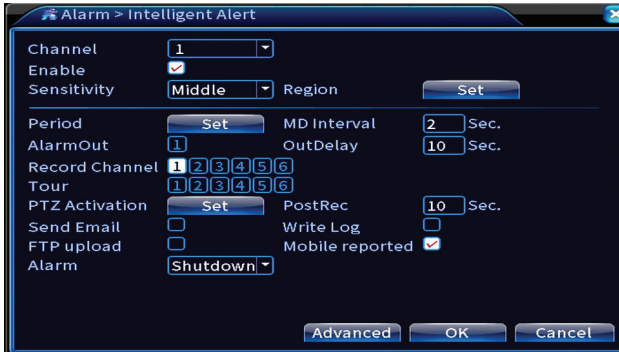 Alarm > Intelligent Alert
Channel 1
Enable
Sensitivity Middle Region Set
Period Set MD Interval 2 Sec.
AlarmOut 1 OutDelay 10 Sec.
Record Channel 1 2 3 4 5 6
Tour 1 2 3 4 5 6
PTZ Activation Set PostRec 10 Sec.
Send Email Write Log
FTP upload Mobile reported
Alarm Shutdown
Advanced OK Cancel